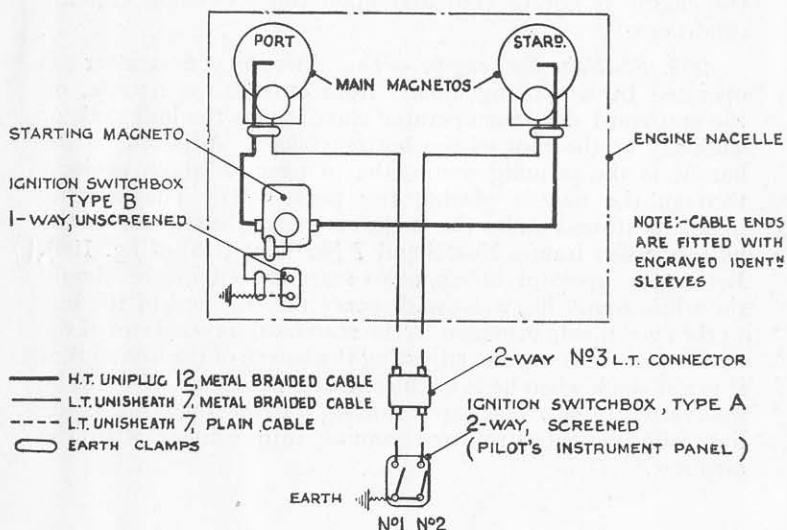 PORT
STARD.
MAIN MAGNETOS
STARTING MAGNETO
ENGINE NACELLE
IGNITION SWITCHBOX
TYPE B
1-WAY, UNSCREENED
NOTE:-CABLE ENDS
ARE FITTED WITH
ENGRAVED IDENTN
SLEEVES
2-WAY No3 L.T. CONNECTOR
H.T. UNIPLUG 12, METAL BRAIDED CABLE
L.T. UNISHEATH 7, METAL BRAIDED CABLE
L.T. UNISHEATH 7, PLAIN CABLE
EARTH CLAMPS
IGNITION SWITCHBOX, TYPE A
2-WAY, SCREENED
(PILOT'S INSTRUMENT PANEL)
EARTH
No1 No2